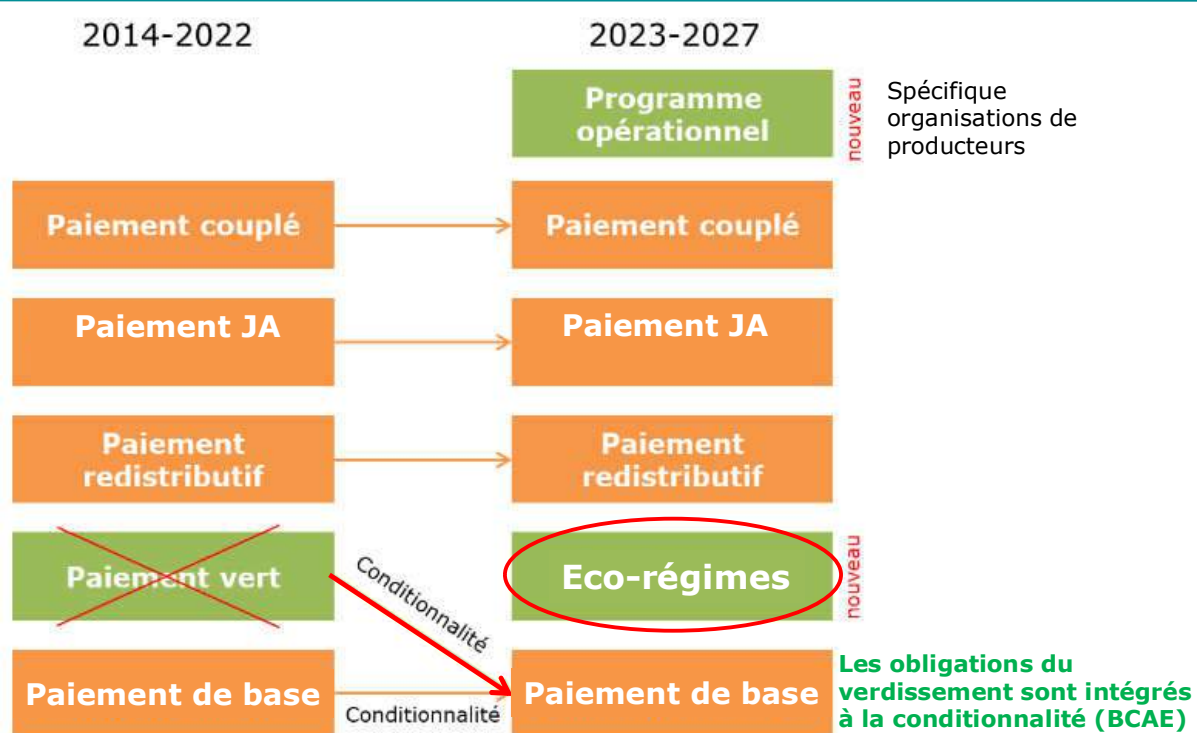 2014-2022
2023-2027
Programme
opérationnel
nouveau
Spécifique
organisations de
producteurs
Paiement couplé
Paiement couplé
Paiement JA
Paiement JA
Paiement
redistributif
Paiement
redistributif
Paiement vert
Conditionnalité
Eco-régimes
nouveau
Paiement de base
Conditionnalité
Paiement de base
Les obligations du
verdissement sont intégrés
à la conditionnalité (BCAE)